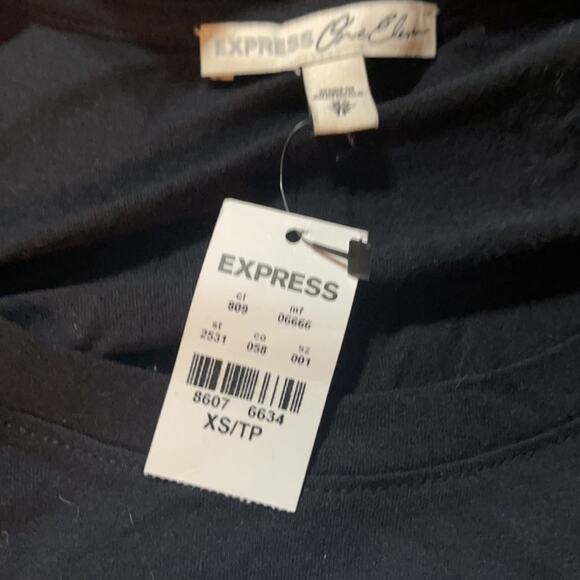 EXPRESS One Eleven
EXPRESS
cl mf
809 06666
st co sz
2531 058 001
8607 6634
XS/TP